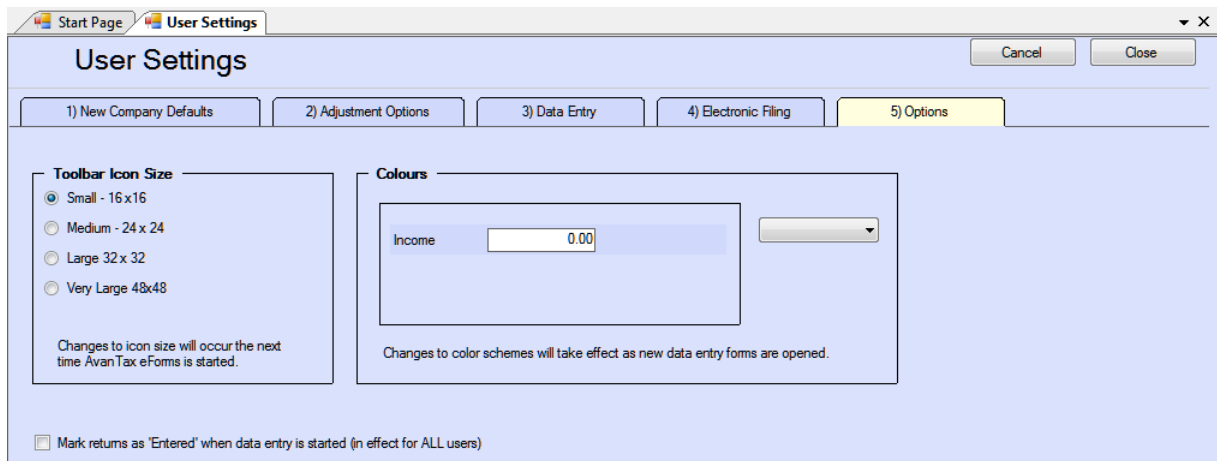 Start Page
User Settings
User Settings
Cancel
Close
1) New Company Defaults
2) Adjustment Options
3) Data Entry
4) Electronic Filing
5) Options
Toolbar Icon Size
Small - 16 x16
Medium - 24 x 24
Large 32 x 32
Very Large 48x48
Changes to icon size will occur the next
time AvanTax eForms is started.
Colours
Income
0.00
Changes to color schemes will take effect as new data entry forms are opened.
Mark returns as 'Entered' when data entry is started (in effect for ALL users)